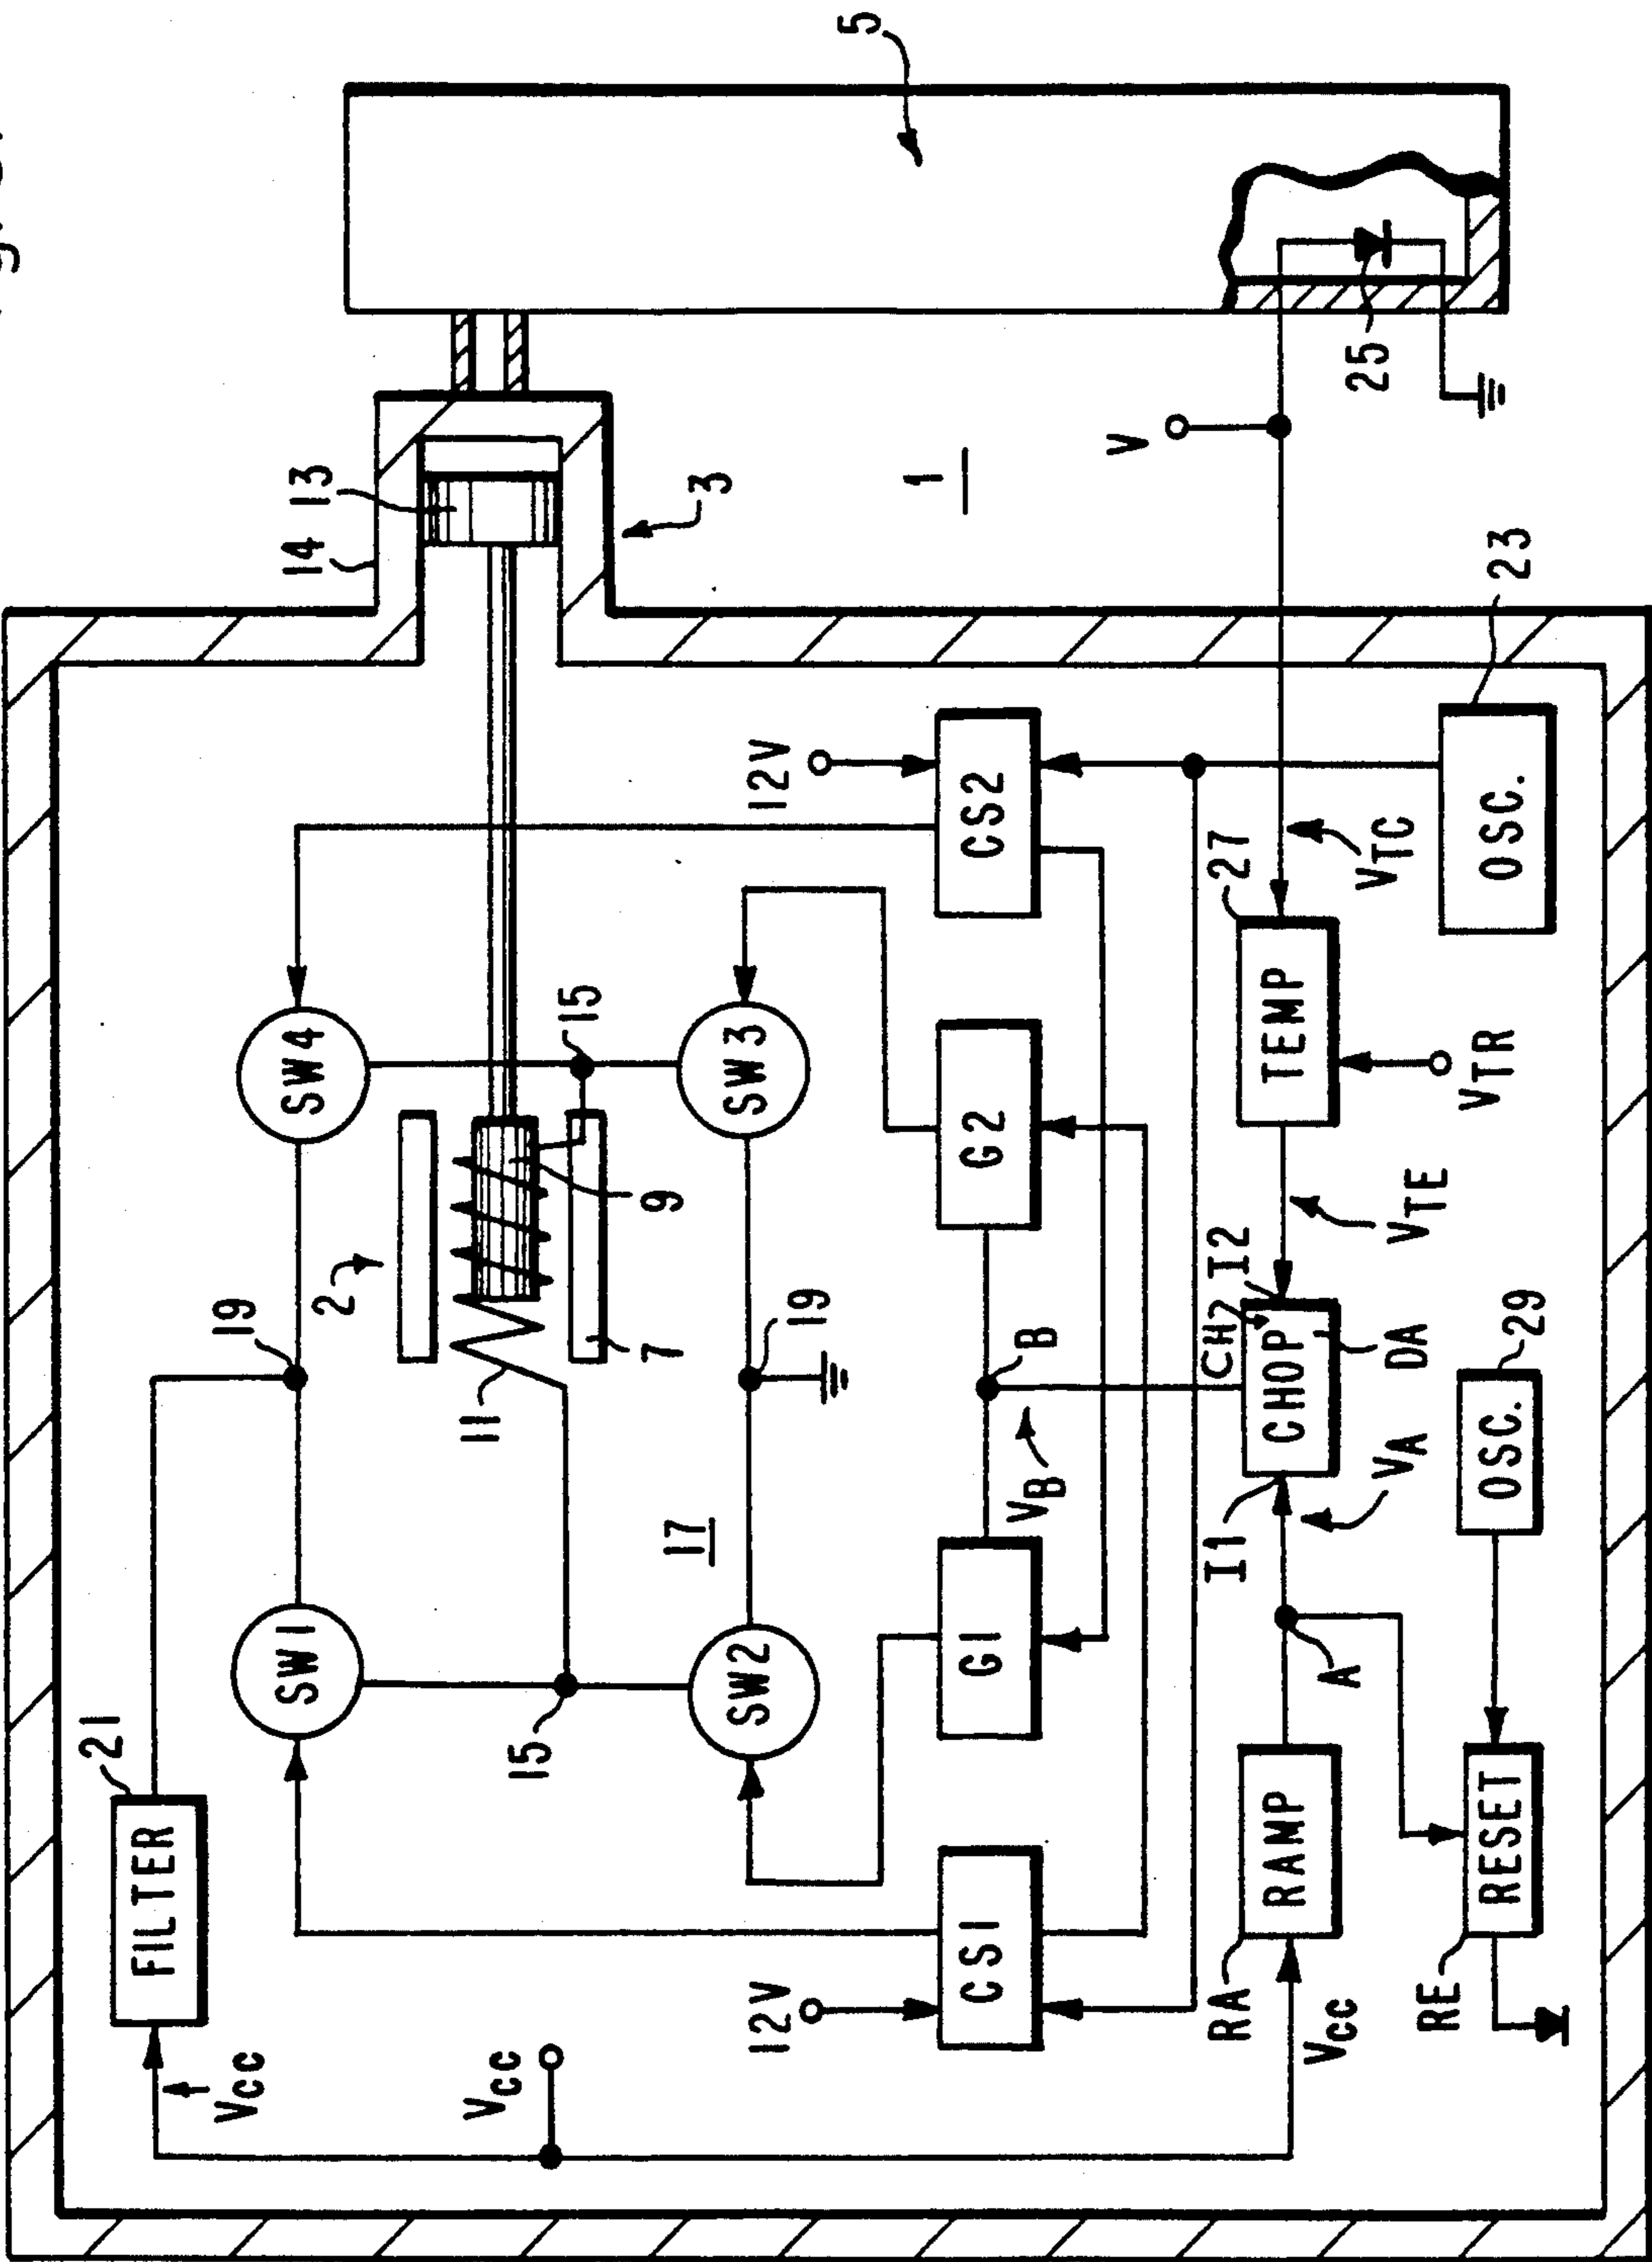 5
FILTER
21
Vcc
Vcc
SW1
SW4
19
2
13
14
3
15
15
11
7
9
17
SW2
SW3
19
1
V
25
12V
12V
CS1
G1
G2
CS2
VB
B
RA
RAMP
Vcc
A
I1
VA
CHOP
CH2
I2
DA
VTE
TEMP
27
VTR
VTC
RE
RESET
OSC.
29
OSC.
23